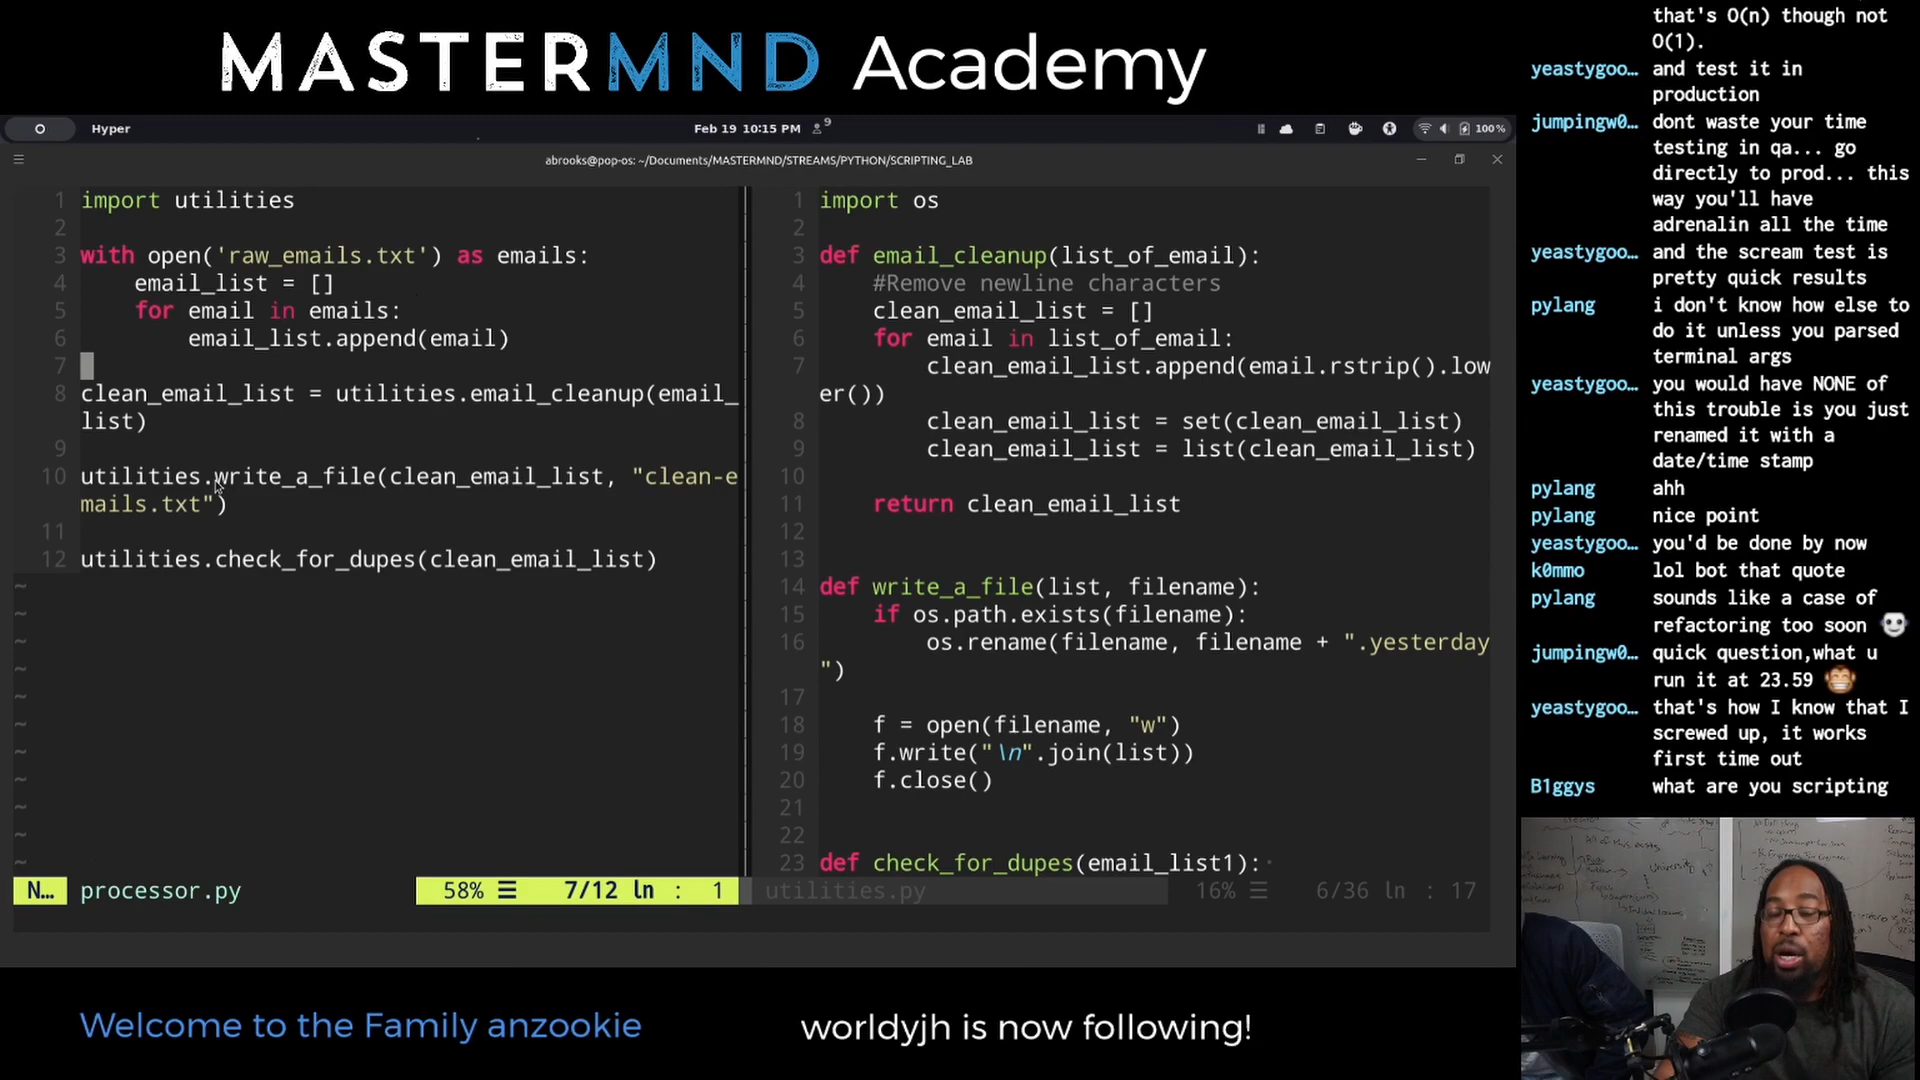 MASTERMND Academy
Hyper
Feb 19 10:15 PM
9
100%
abrooks@pop-os: ~/Documents/MASTERMND/STREAMS/PYTHON/SCRIPTING_LAB
1 import utilities
2
3 with open('raw_emails.txt') as emails:
4 email_list = []
5 for email in emails:
6 email_list.append(email)
7
8 clean_email_list = utilities.email_cleanup(email_
list)
9
10 utilities.write_a_file(clean_email_list, "clean-e
mails.txt")
11
12 utilities.check_for_dupes(clean_email_list)
~
~
~
~
~
~
~
~
~
~
~
N... processor.py 58% ☰ 7/12 ln : 1
1 import os
2
3 def email_cleanup(list_of_email):
4 #Remove newline characters
5 clean_email_list = []
6 for email in list_of_email:
7 clean_email_list.append(email.rstrip().low
er())
8 clean_email_list = set(clean_email_list)
9 clean_email_list = list(clean_email_list)
10
11 return clean_email_list
12
13
14 def write_a_file(list, filename):
15 if os.path.exists(filename):
16 os.rename(filename, filename + ".yesterday
")
17
18 f = open(filename, "w")
19 f.write("\n".join(list))
20 f.close()
21
22
23 def check_for_dupes(email_list1):
utilities.py 16% ☰ 6/36 ln : 17
that's O(n) though not
O(1).
yeastygoo... and test it in
production
jumpingw0... dont waste your time
testing in qa... go
directly to prod... this
way you'll have
adrenalin all the time
yeastygoo... and the scream test is
pretty quick results
pylang i don't know how else to
do it unless you parsed
terminal args
yeastygoo... you would have NONE of
this trouble is you just
renamed it with a
date/time stamp
pylang ahh
pylang nice point
yeastygoo... you'd be done by now
k0mmo lol bot that quote
pylang sounds like a case of
refactoring too soon
jumpingw0... quick question,what u
run it at 23.59
yeastygoo... that's how I know that I
screwed up, it works
first time out
B1ggys what are you scripting
Welcome to the Family anzookie
worldyjh is now following!